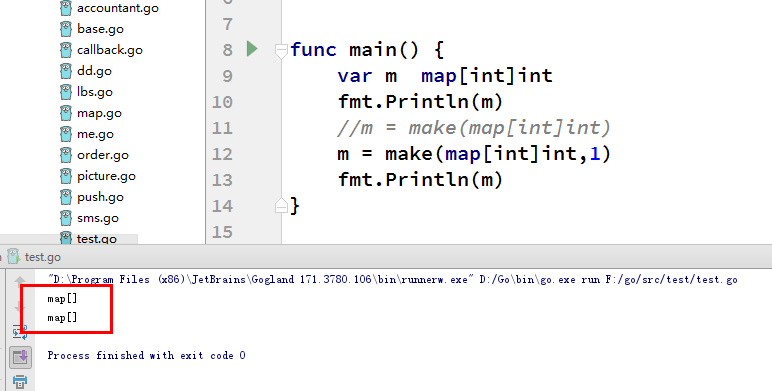 accountant.go
base.go
callback.go
dd.go
lbs.go
map.go
me.go
order.go
picture.go
push.go
sms.go
test.go
7
8 func main() {
9 var m  map[int]int
10 fmt.Println(m)
11 //m = make(map[int]int)
12 m = make(map[int]int,1)
13 fmt.Println(m)
14 }
15
test.go
"D:\Program Files (x86)\JetBrains\Gogland 171.3780.106\bin\runnerw.exe" D:/Go\bin\go.exe run F:/go/src/test/test.go
map[]
map[]
Process finished with exit code 0